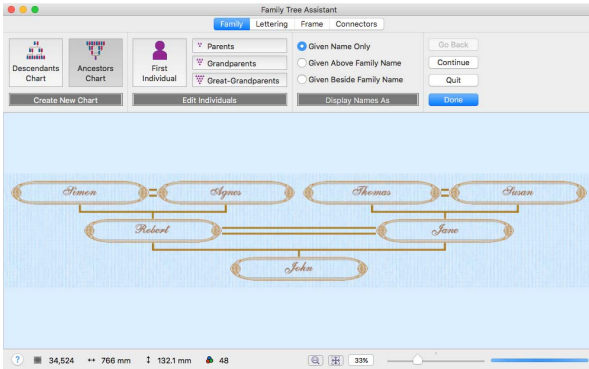 Family Tree Assistant
Family Lettering Frame Connectors
Descendants Chart
Ancestors Chart
Create New Chart
First Individual
Parents
Grandparents
Great-Grandparents
Edit Individuals
Given Name Only
Given Above Family Name
Given Beside Family Name
Display Names As
Go Back
Continue
Quit
Done
Simon Agnes Thomas Susan
Robert Jane
John
? 34,524 766 mm 132.1 mm 48 33%